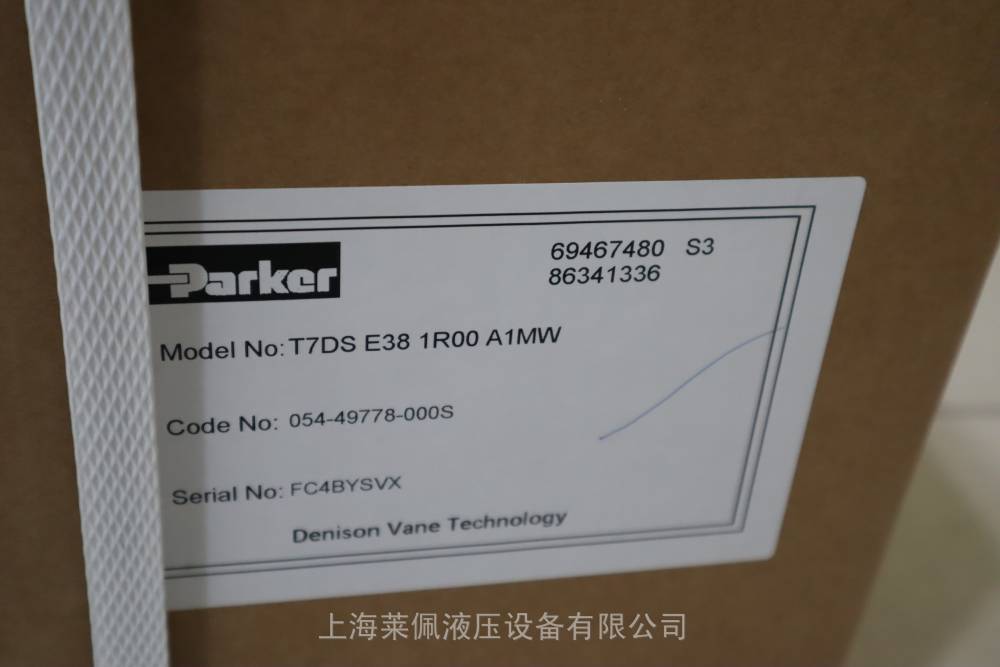 Parker
69467480 S3
86341336
Model No: T7DS E38 1R00 A1MW
Code No: 054-49778-000S
Serial No: FC4BYSVX
Denison Vane Technology
上海莱佩液压设备有限公司